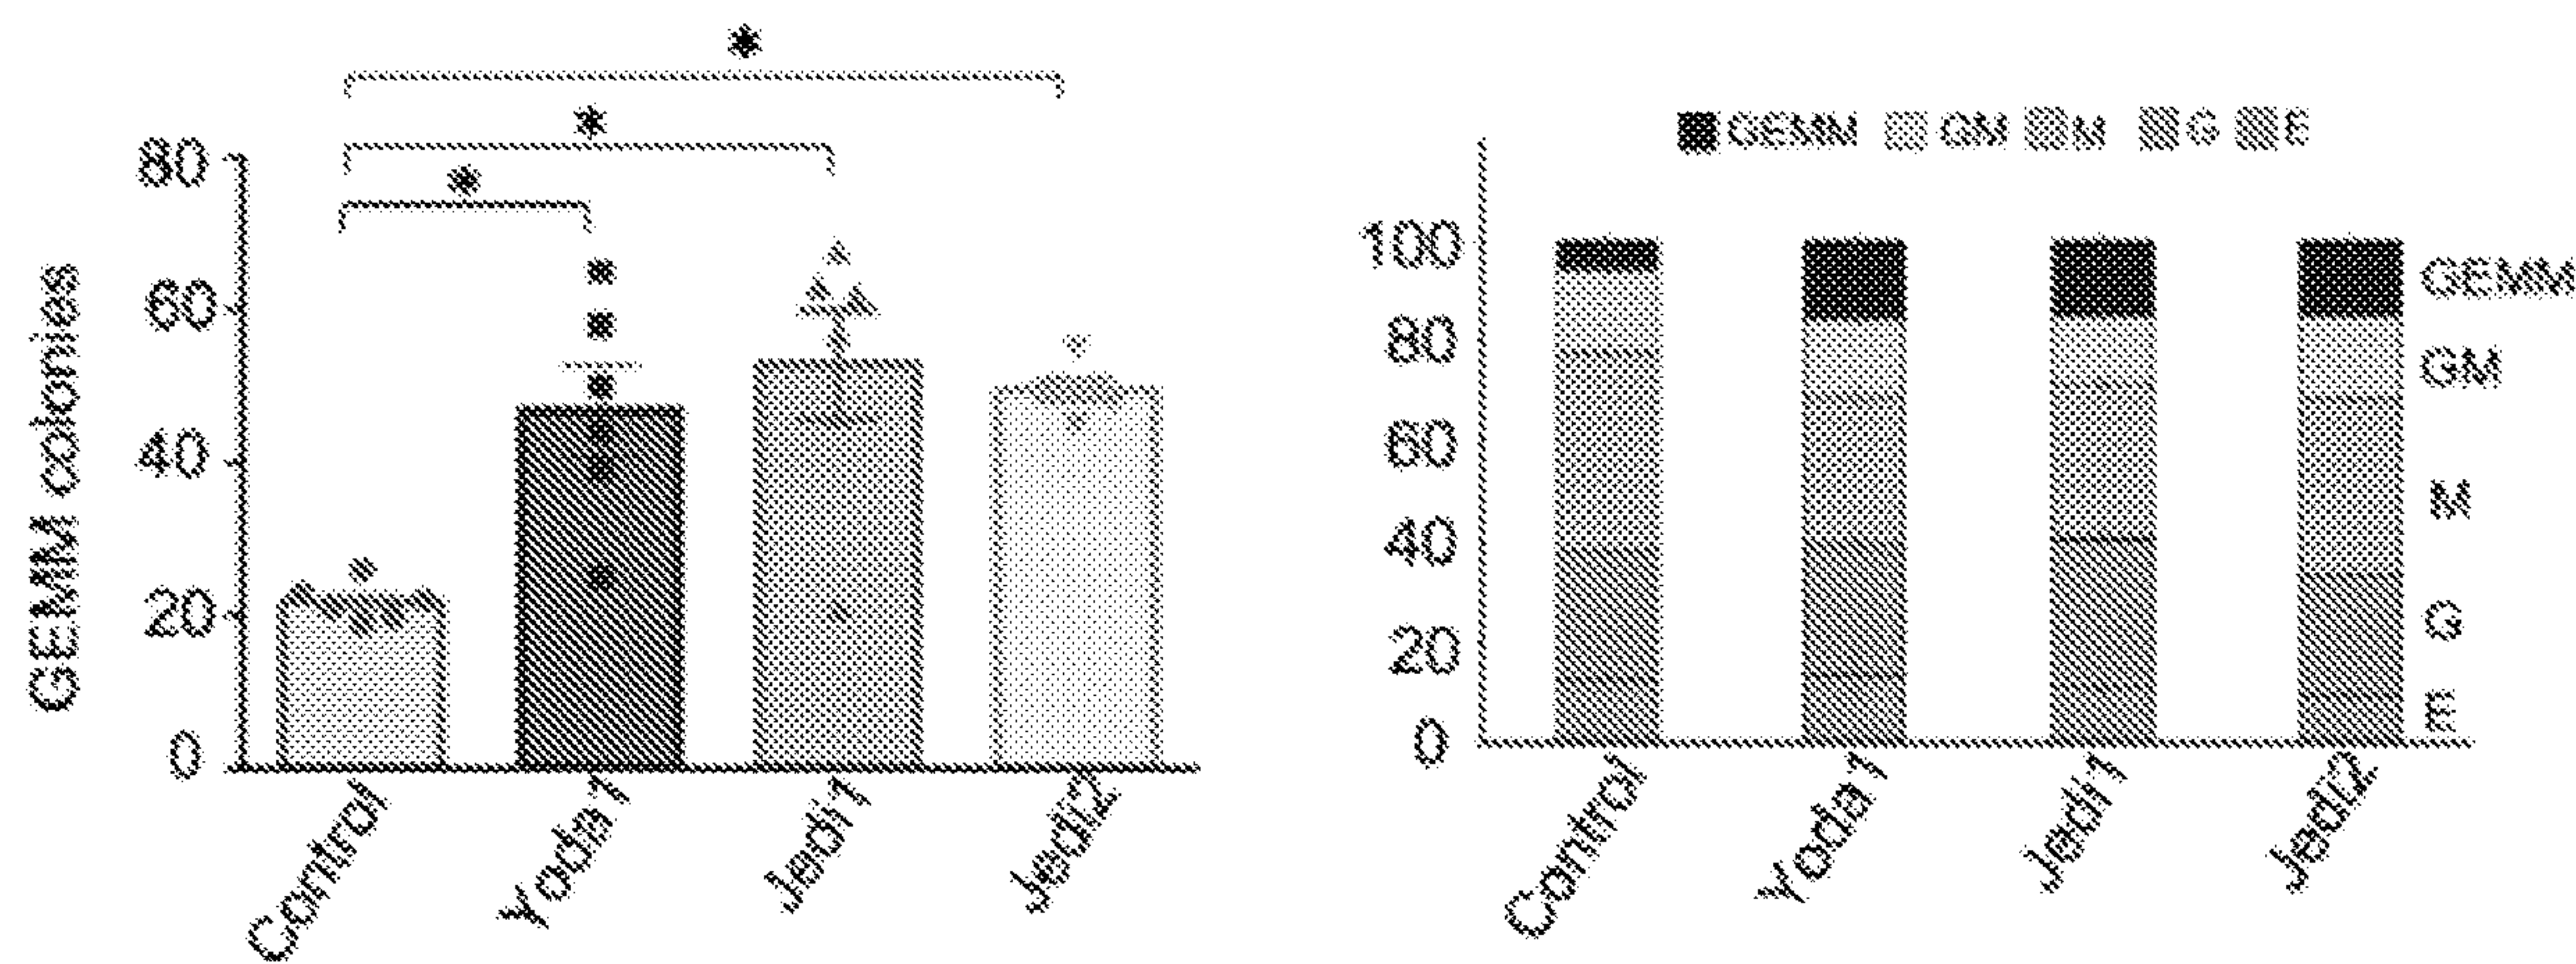 *
*
*
80
60
40
20
0
GEMM colonies
Control
Yoda1
Jedi1
Jedi2
GEMM GM M G E
100
80
60
40
20
0
GEMM
GM
M
G
E
Control
Yoda1
Jedi1
Jedi2